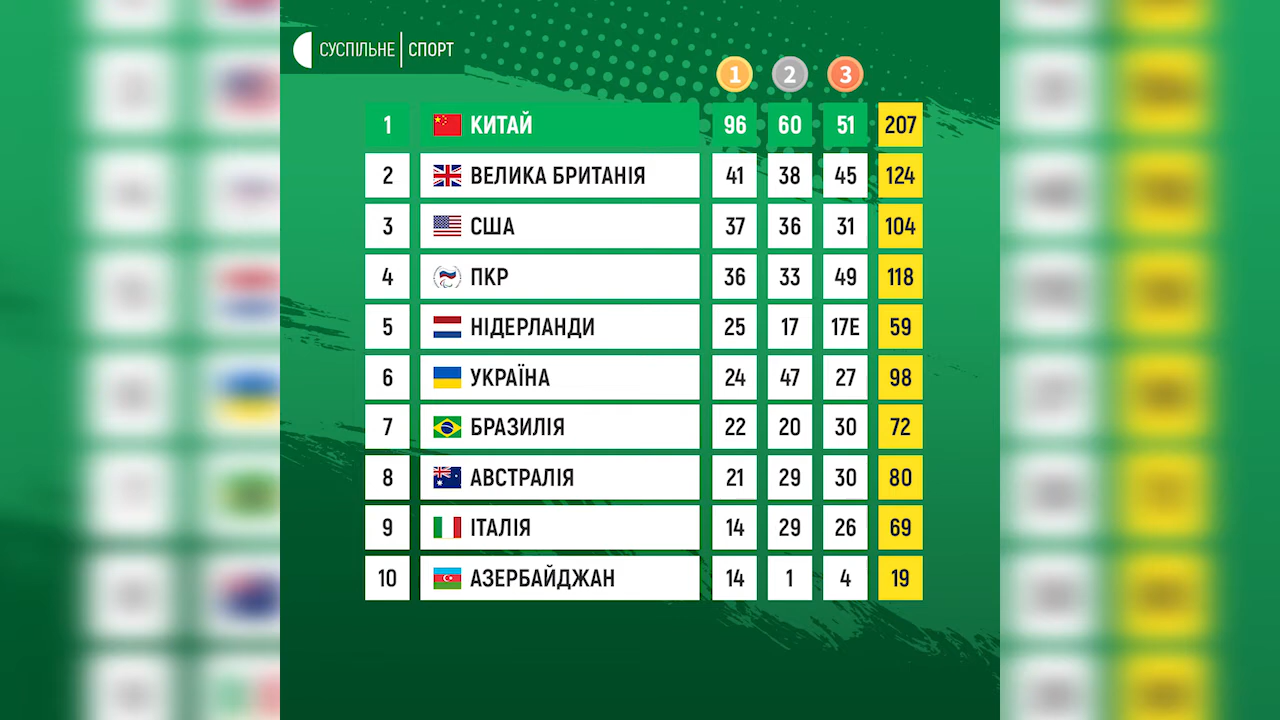 СУСПІЛЬНЕ | СПОРТ
1 2 3
1 КИТАЙ 96 60 51 207
2 ВЕЛИКА БРИТАНІЯ 41 38 45 124
3 США 37 36 31 104
4 ПКР 36 33 49 118
5 НІДЕРЛАНДИ 25 17 17Е 59
6 УКРАЇНА 24 47 27 98
7 БРАЗИЛІЯ 22 20 30 72
8 АВСТРАЛІЯ 21 29 30 80
9 ІТАЛІЯ 14 29 26 69
10 АЗЕРБАЙДЖАН 14 1 4 19